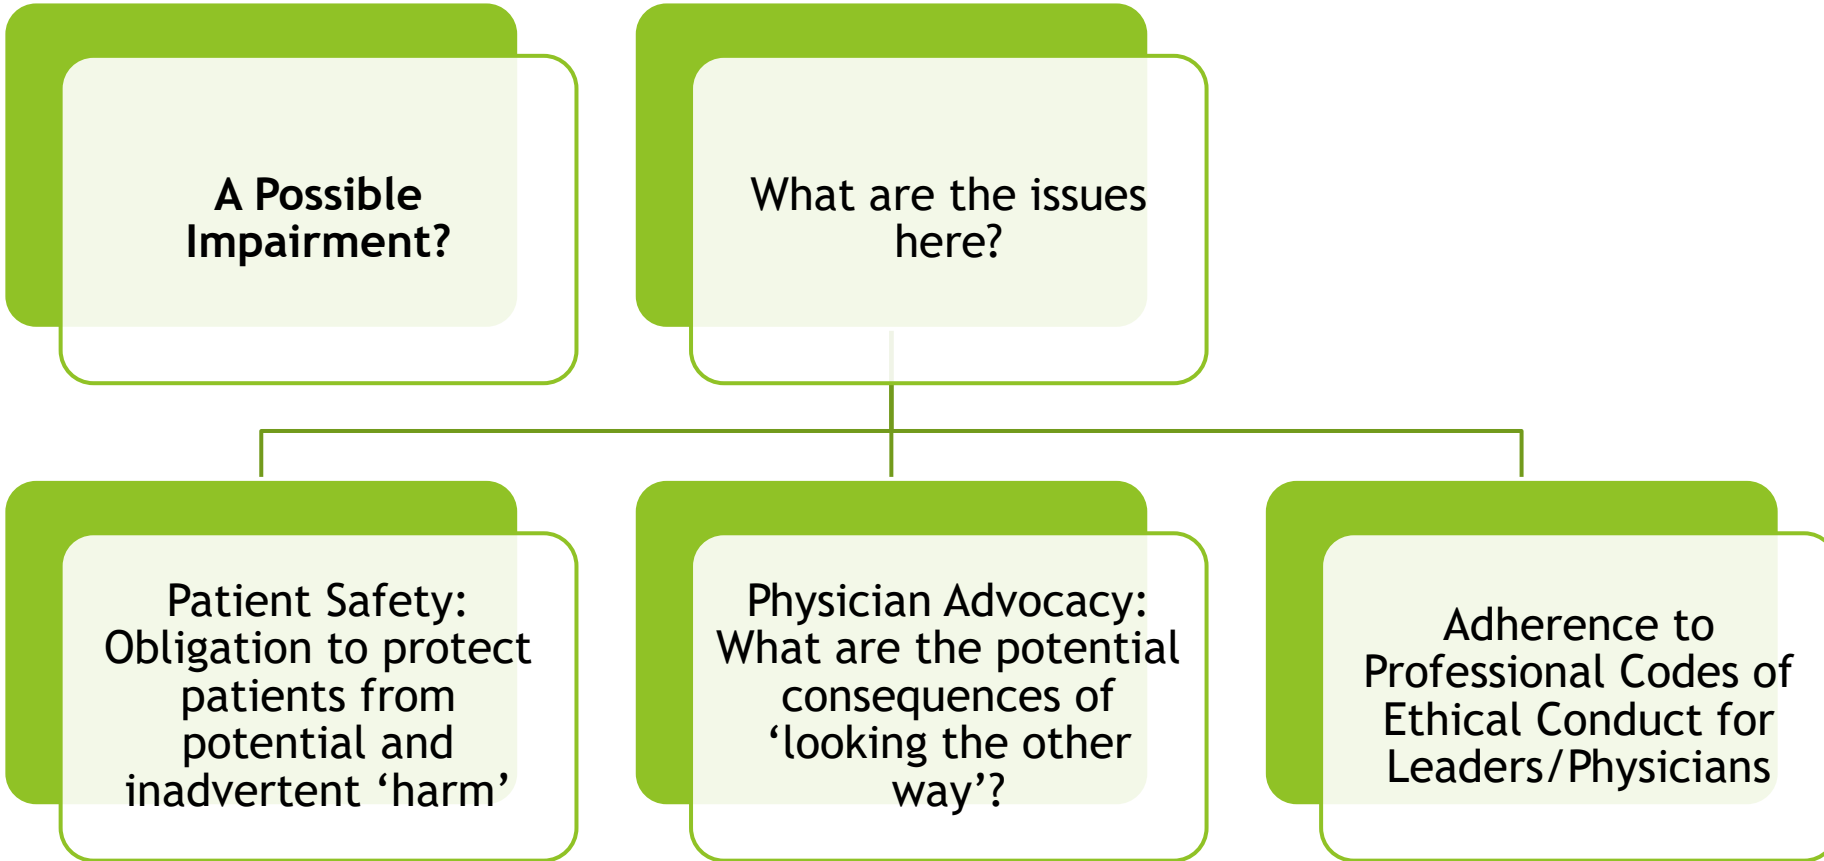 A Possible
Impairment?
What are the issues
here?
Patient Safety:
Obligation to protect
patients from
potential and
inadvertent ‘harm’
Physician Advocacy:
What are the potential
consequences of
‘looking the other
way’?
Adherence to
Professional Codes of
Ethical Conduct for
Leaders/Physicians